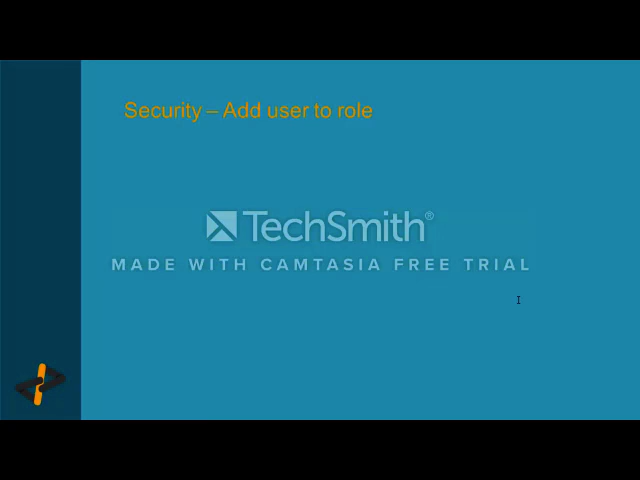 Security – Add user to role
TechSmith®
MADE WITH CAMTASIA FREE TRIAL